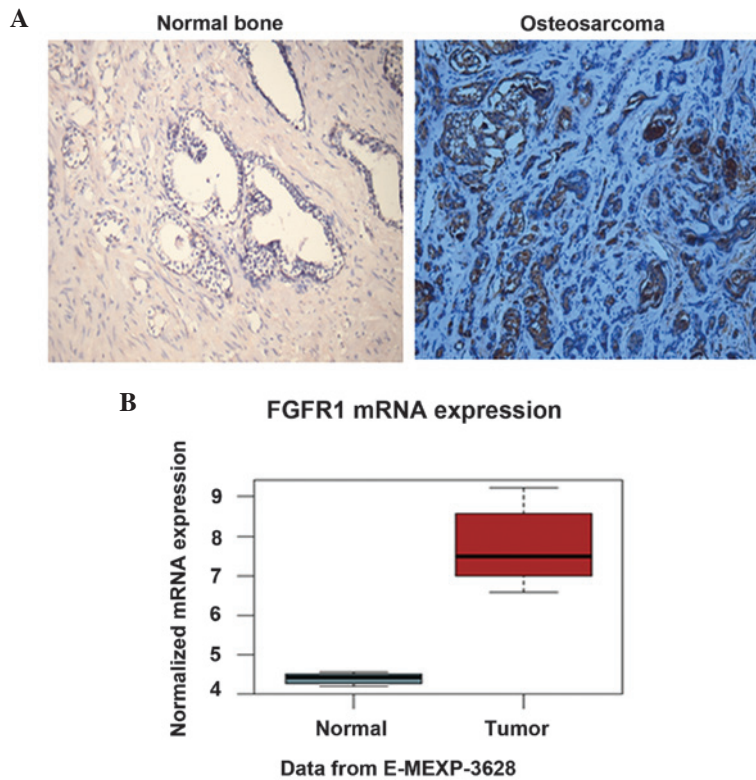 A
Normal bone
Osteosarcoma
B
FGFR1 mRNA expression
Normalized mRNA expression
9
8
7
6
5
4
Normal
Tumor
Data from E-MEXP-3628